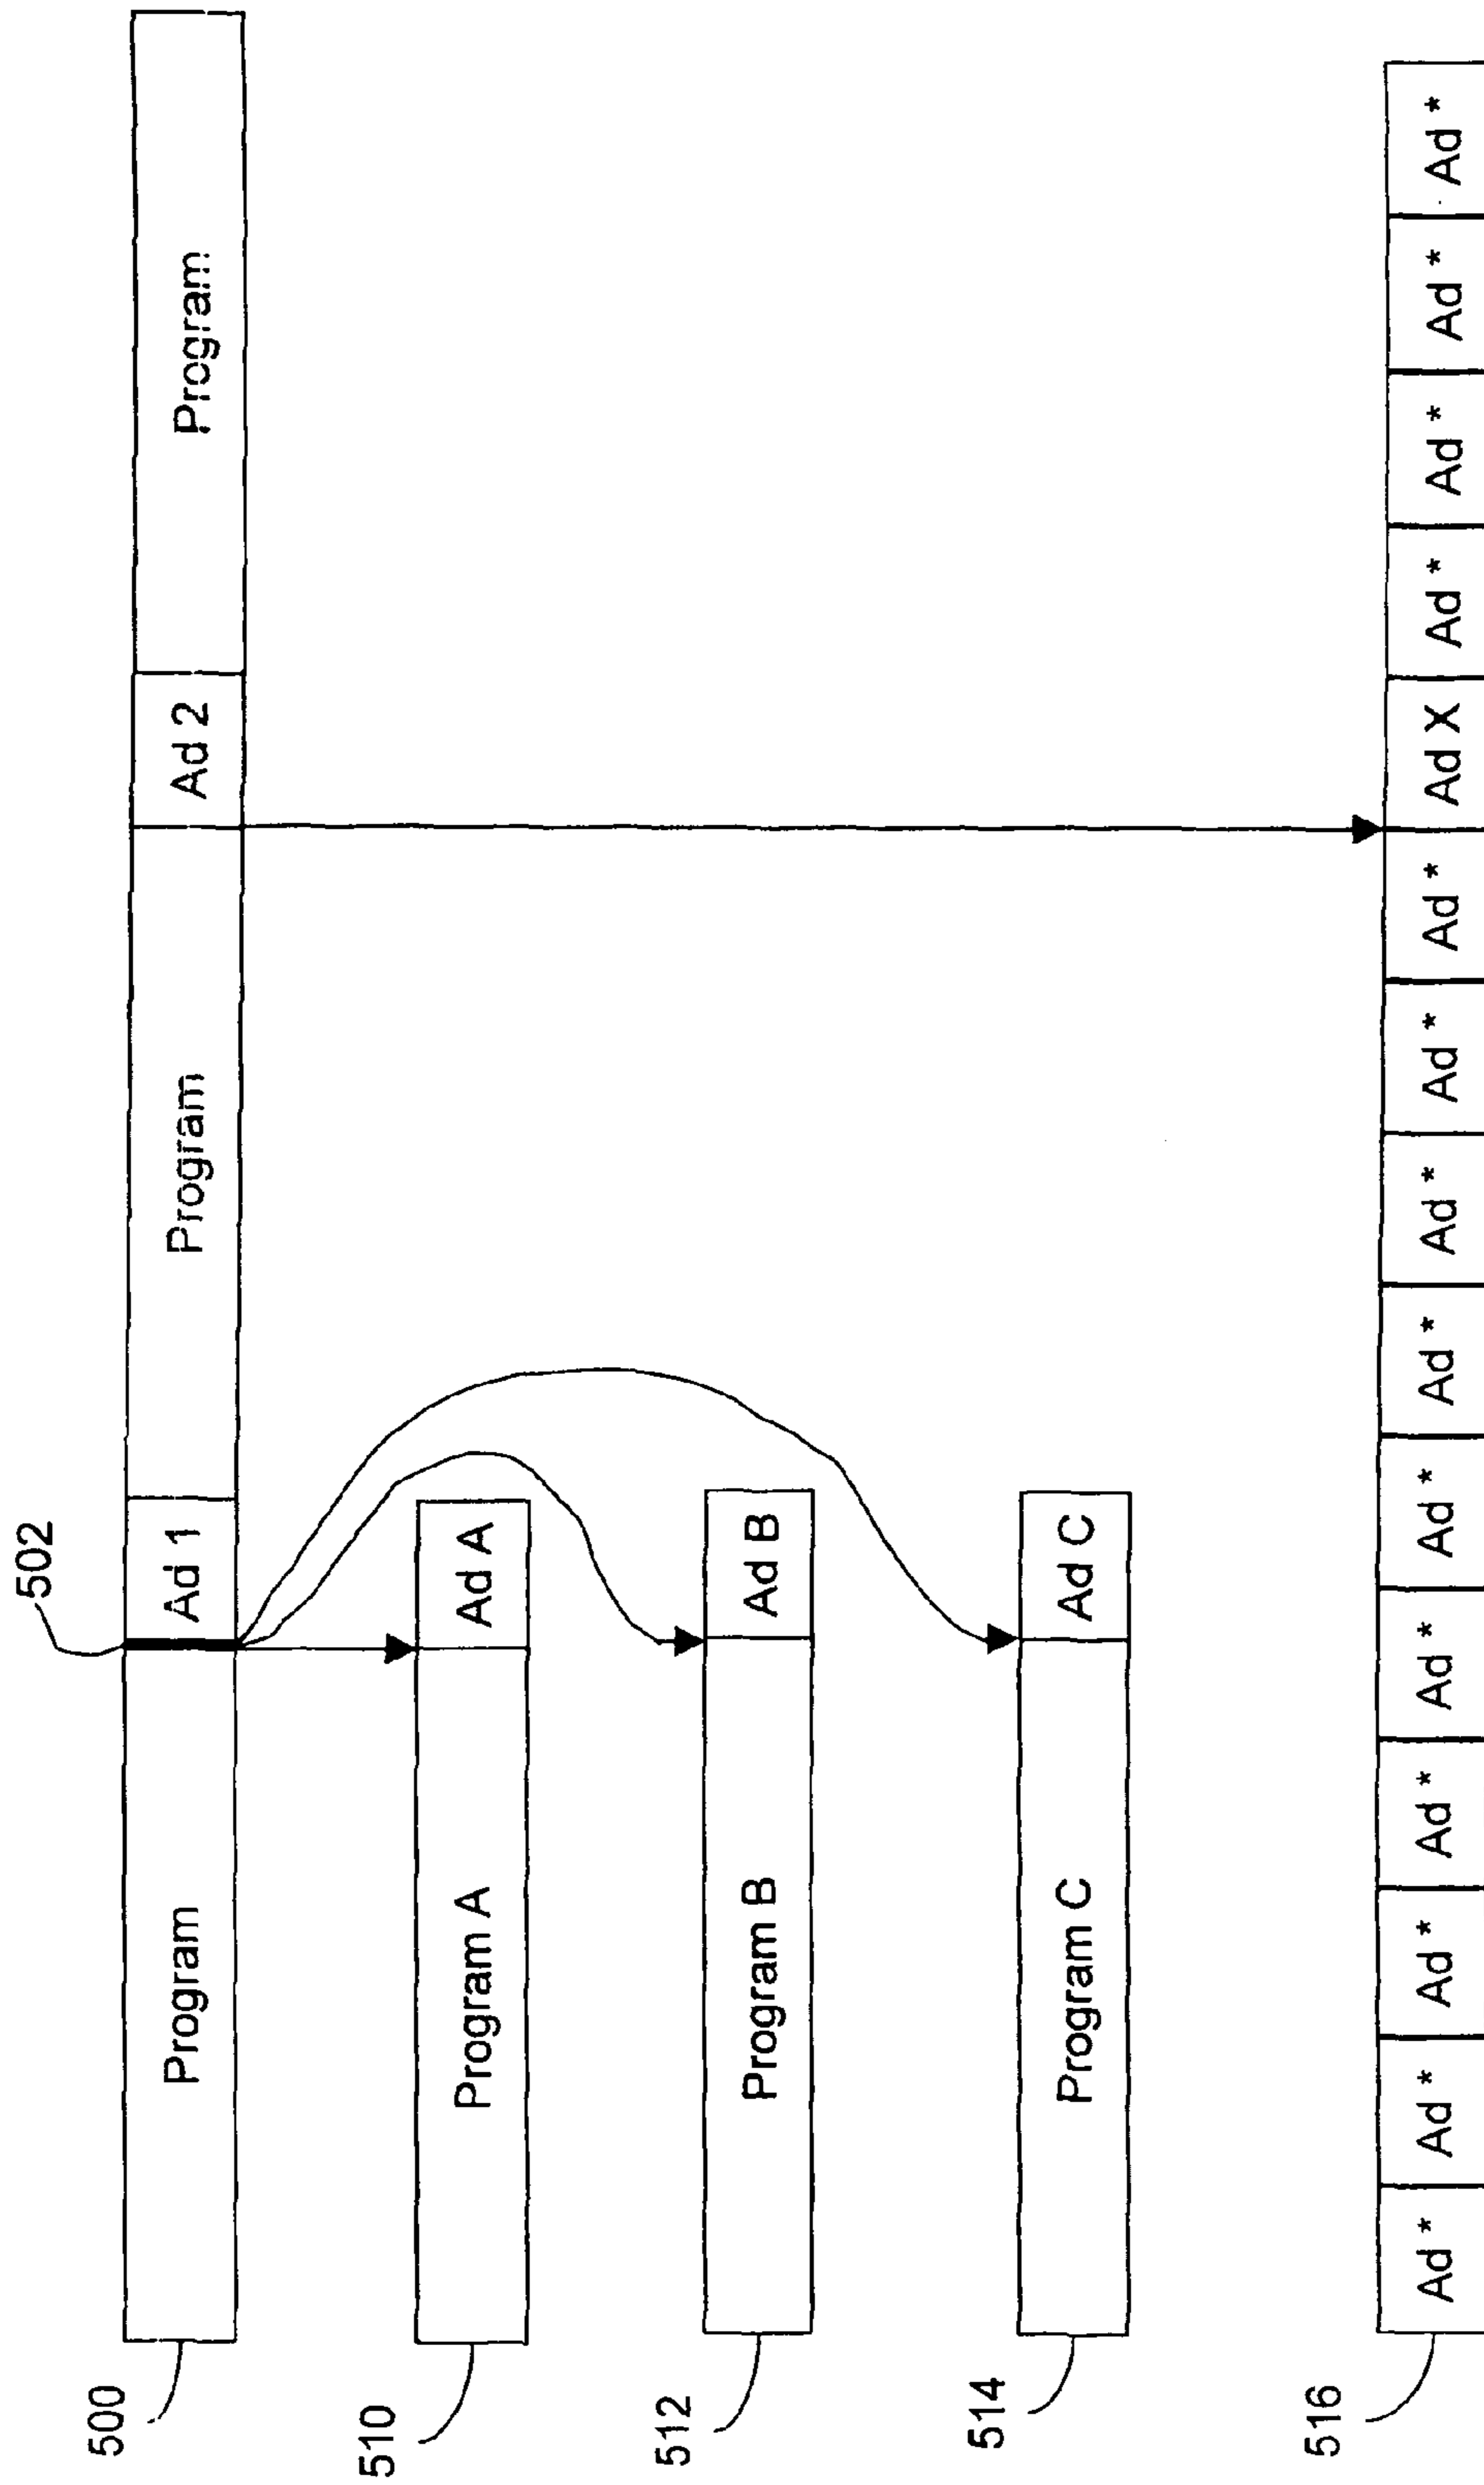 502
500 Program Ad 1 Program Ad 2 Program
510 Program A Ad A
512 Program B Ad B
514 Program C Ad C
516 Ad * Ad * Ad * Ad * Ad * Ad * Ad * Ad * Ad * Ad * Ad X Ad * Ad * Ad * Ad *